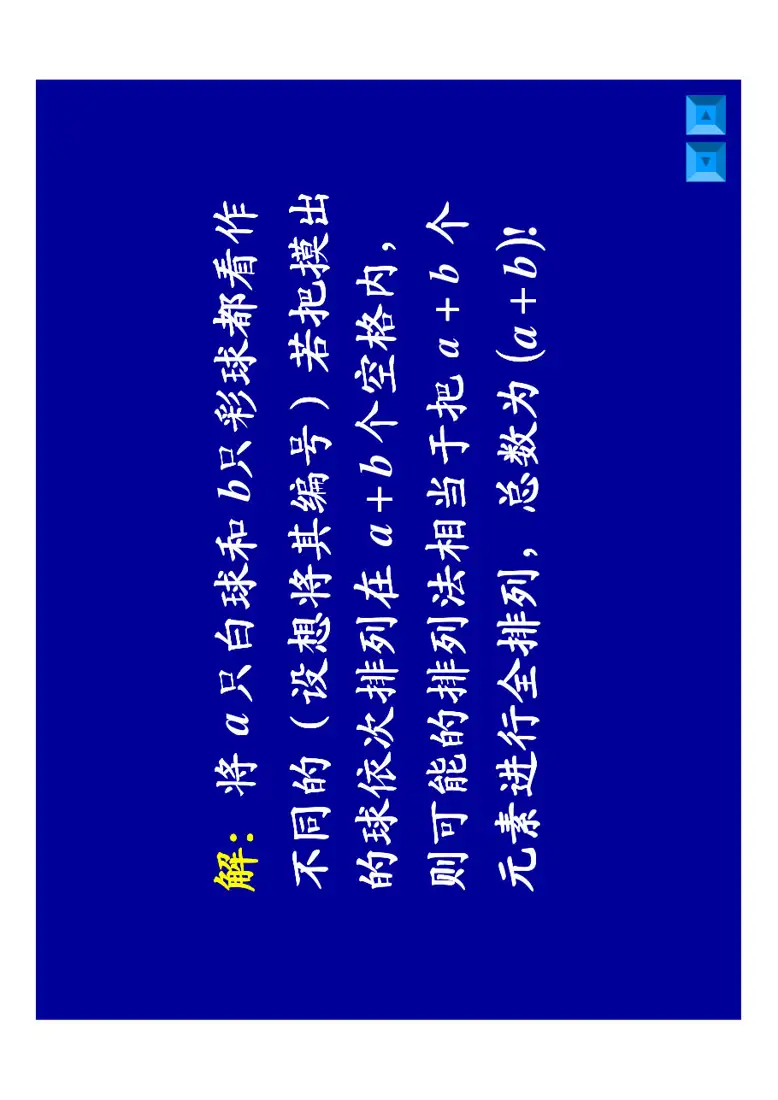 解： 将 a 只白球和 b只彩球都看作
不同的（设想将其编号）若把摸出
的球依次排列在 a + b 个空格内，
则可能的排列法相当于把 a + b 个
元素进行全排列， 总数为 (a + b)!